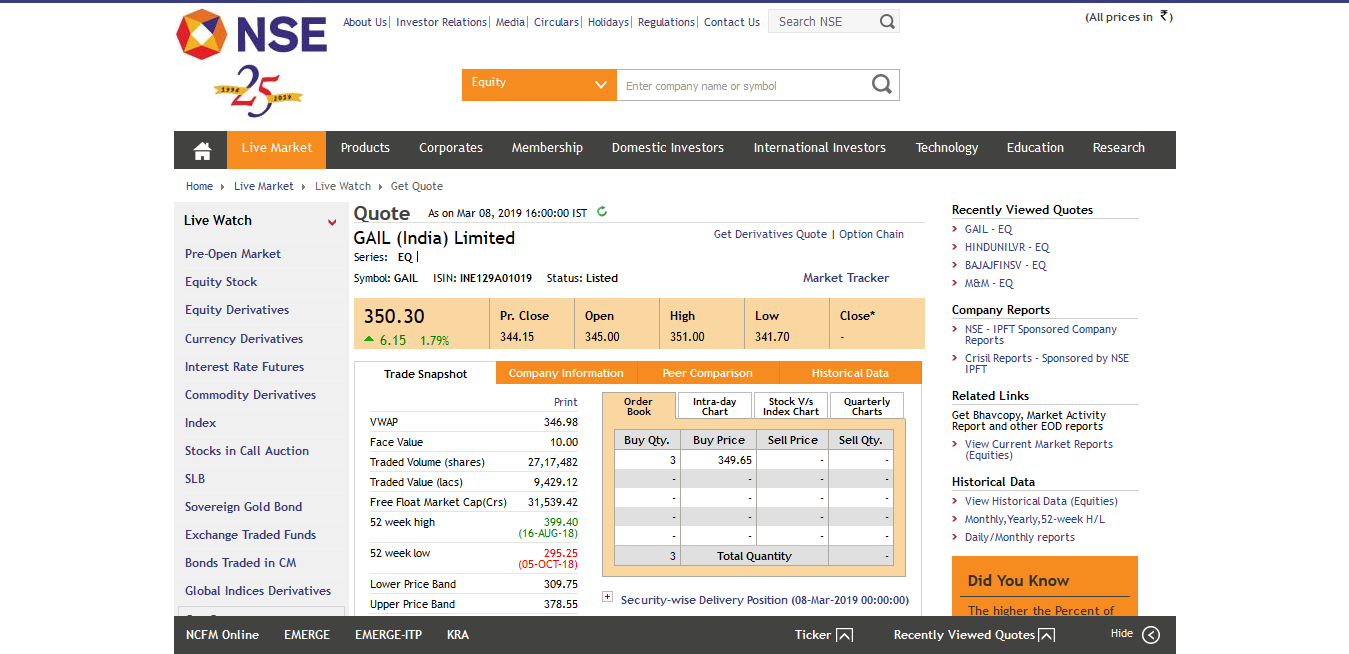 NSE
1994 25 2019
About Us| Investor Relations| Media| Circulars| Holidays| Regulations| Contact Us
Search NSE
(All prices in ₹)
Equity
Enter company name or symbol
Live Market Products Corporates Membership Domestic Investors International Investors Technology Education Research
Home Live Market Live Watch Get Quote
Live Watch
Pre-Open Market
Equity Stock
Equity Derivatives
Currency Derivatives
Interest Rate Futures
Commodity Derivatives
Index
Stocks in Call Auction
SLB
Sovereign Gold Bond
Exchange Traded Funds
Bonds Traded in CM
Global Indices Derivatives
Quote As on Mar 08, 2019 16:00:00 IST
GAIL (India) Limited
Get Derivatives Quote | Option Chain
Series: EQ |
Symbol: GAIL ISIN: INE129A01019 Status: Listed
Market Tracker
350.30
6.15 1.79%
Pr. Close Open High Low Close*
344.15 345.00 351.00 341.70 -
Trade Snapshot Company Information Peer Comparison Historical Data
Print
VWAP 346.98
Face Value 10.00
Traded Volume (shares) 27,17,482
Traded Value (lacs) 9,429.12
Free Float Market Cap(Crs) 31,539.42
52 week high 399.40
(16-AUG-18)
52 week low 295.25
(05-OCT-18)
Lower Price Band 309.75
Upper Price Band 378.55
Order
Book
Intra-day
Chart
Stock V/s
Index Chart
Quarterly
Charts
Buy Qty. Buy Price Sell Price Sell Qty.
3 349.65 - -
- - - -
- - - -
- - - -
- - - -
3 Total Quantity -
Security-wise Delivery Position (08-Mar-2019 00:00:00)
Recently Viewed Quotes
GAIL - EQ
HINDUNILVR - EQ
BAJAJFINSV - EQ
M&M - EQ
Company Reports
NSE - IPFT Sponsored Company
Reports
Crisil Reports - Sponsored by NSE
IPFT
Related Links
Get Bhavcopy, Market Activity
Report and other EOD reports
View Current Market Reports
(Equities)
Historical Data
View Historical Data (Equities)
Monthly,Yearly,52-week H/L
Daily/Monthly reports
Did You Know
The higher the Percent of
NCFM Online EMERGE EMERGE-ITP KRA Ticker Recently Viewed Quotes Hide